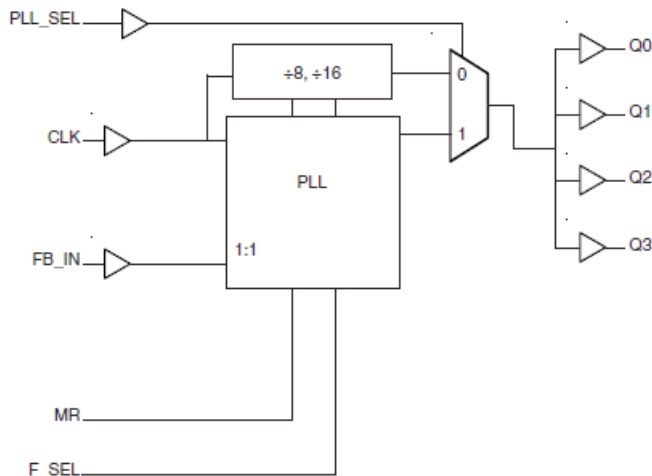 PLL_SEL
÷8, ÷16
0
Q0
CLK
1
Q1
PLL
Q2
1:1
FB_IN
Q3
MR
F_SEL